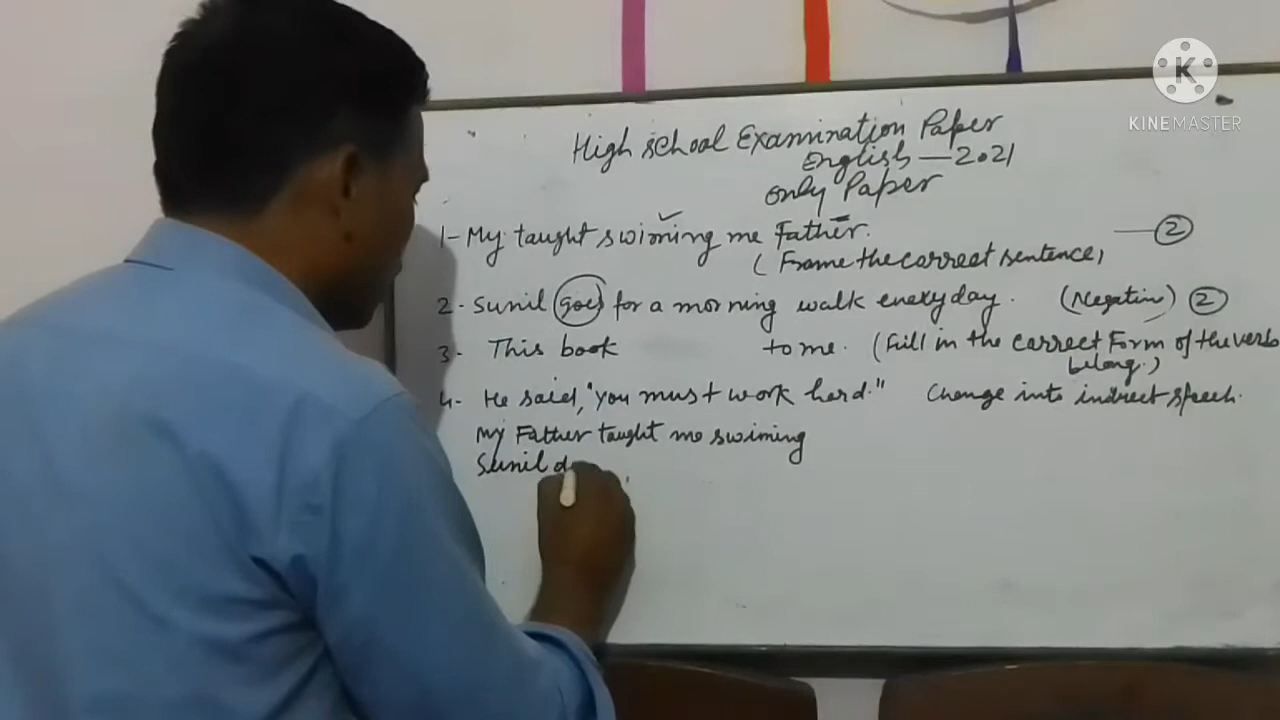 High school Examination Paper
English — 2021
only Paper
1- My taught swiming me Father. — 2
(Frame the correct sentence)
2- Sunil goes for a morning walk everyday. (Negative) 2
3- This book to me. (Fill in the correct Form of the verb
belong.)
4- He said, "you must work hard." Change into indirect speech.
My Father taught me swiming
Sunil d
KINEMASTER